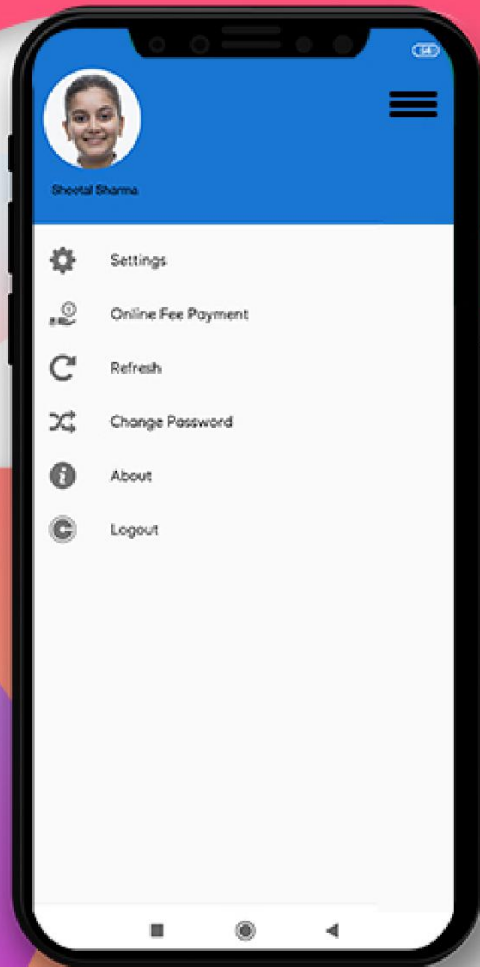 Sheetal Sharma
Settings
Online Fee Payment
Refresh
Change Password
About
Logout